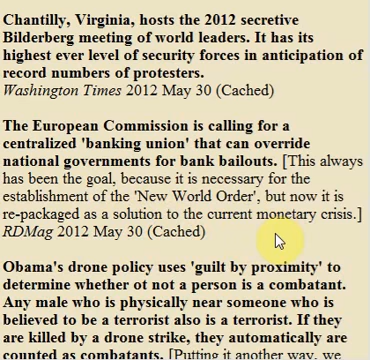 Chantilly, Virginia, hosts the 2012 secretive
Bilderberg meeting of world leaders. It has its
highest ever level of security forces in anticipation of
record numbers of protesters.
Washington Times 2012 May 30 (Cached)
The European Commission is calling for a
centralized 'banking union' that can override
national governments for bank bailouts. [This always
has been the goal, because it is necessary for the
establishment of the 'New World Order', but now it is
re-packaged as a solution to the current monetary crisis.]
RDMag 2012 May 30 (Cached)
Obama's drone policy uses 'guilt by proximity' to
determine whether ot not a person is a combatant.
Any male who is physically near someone who is
believed to be a terrorist also is a terrorist. If they
are killed by a drone strike, they automatically are
counted as combatants. [Putting it another way, we